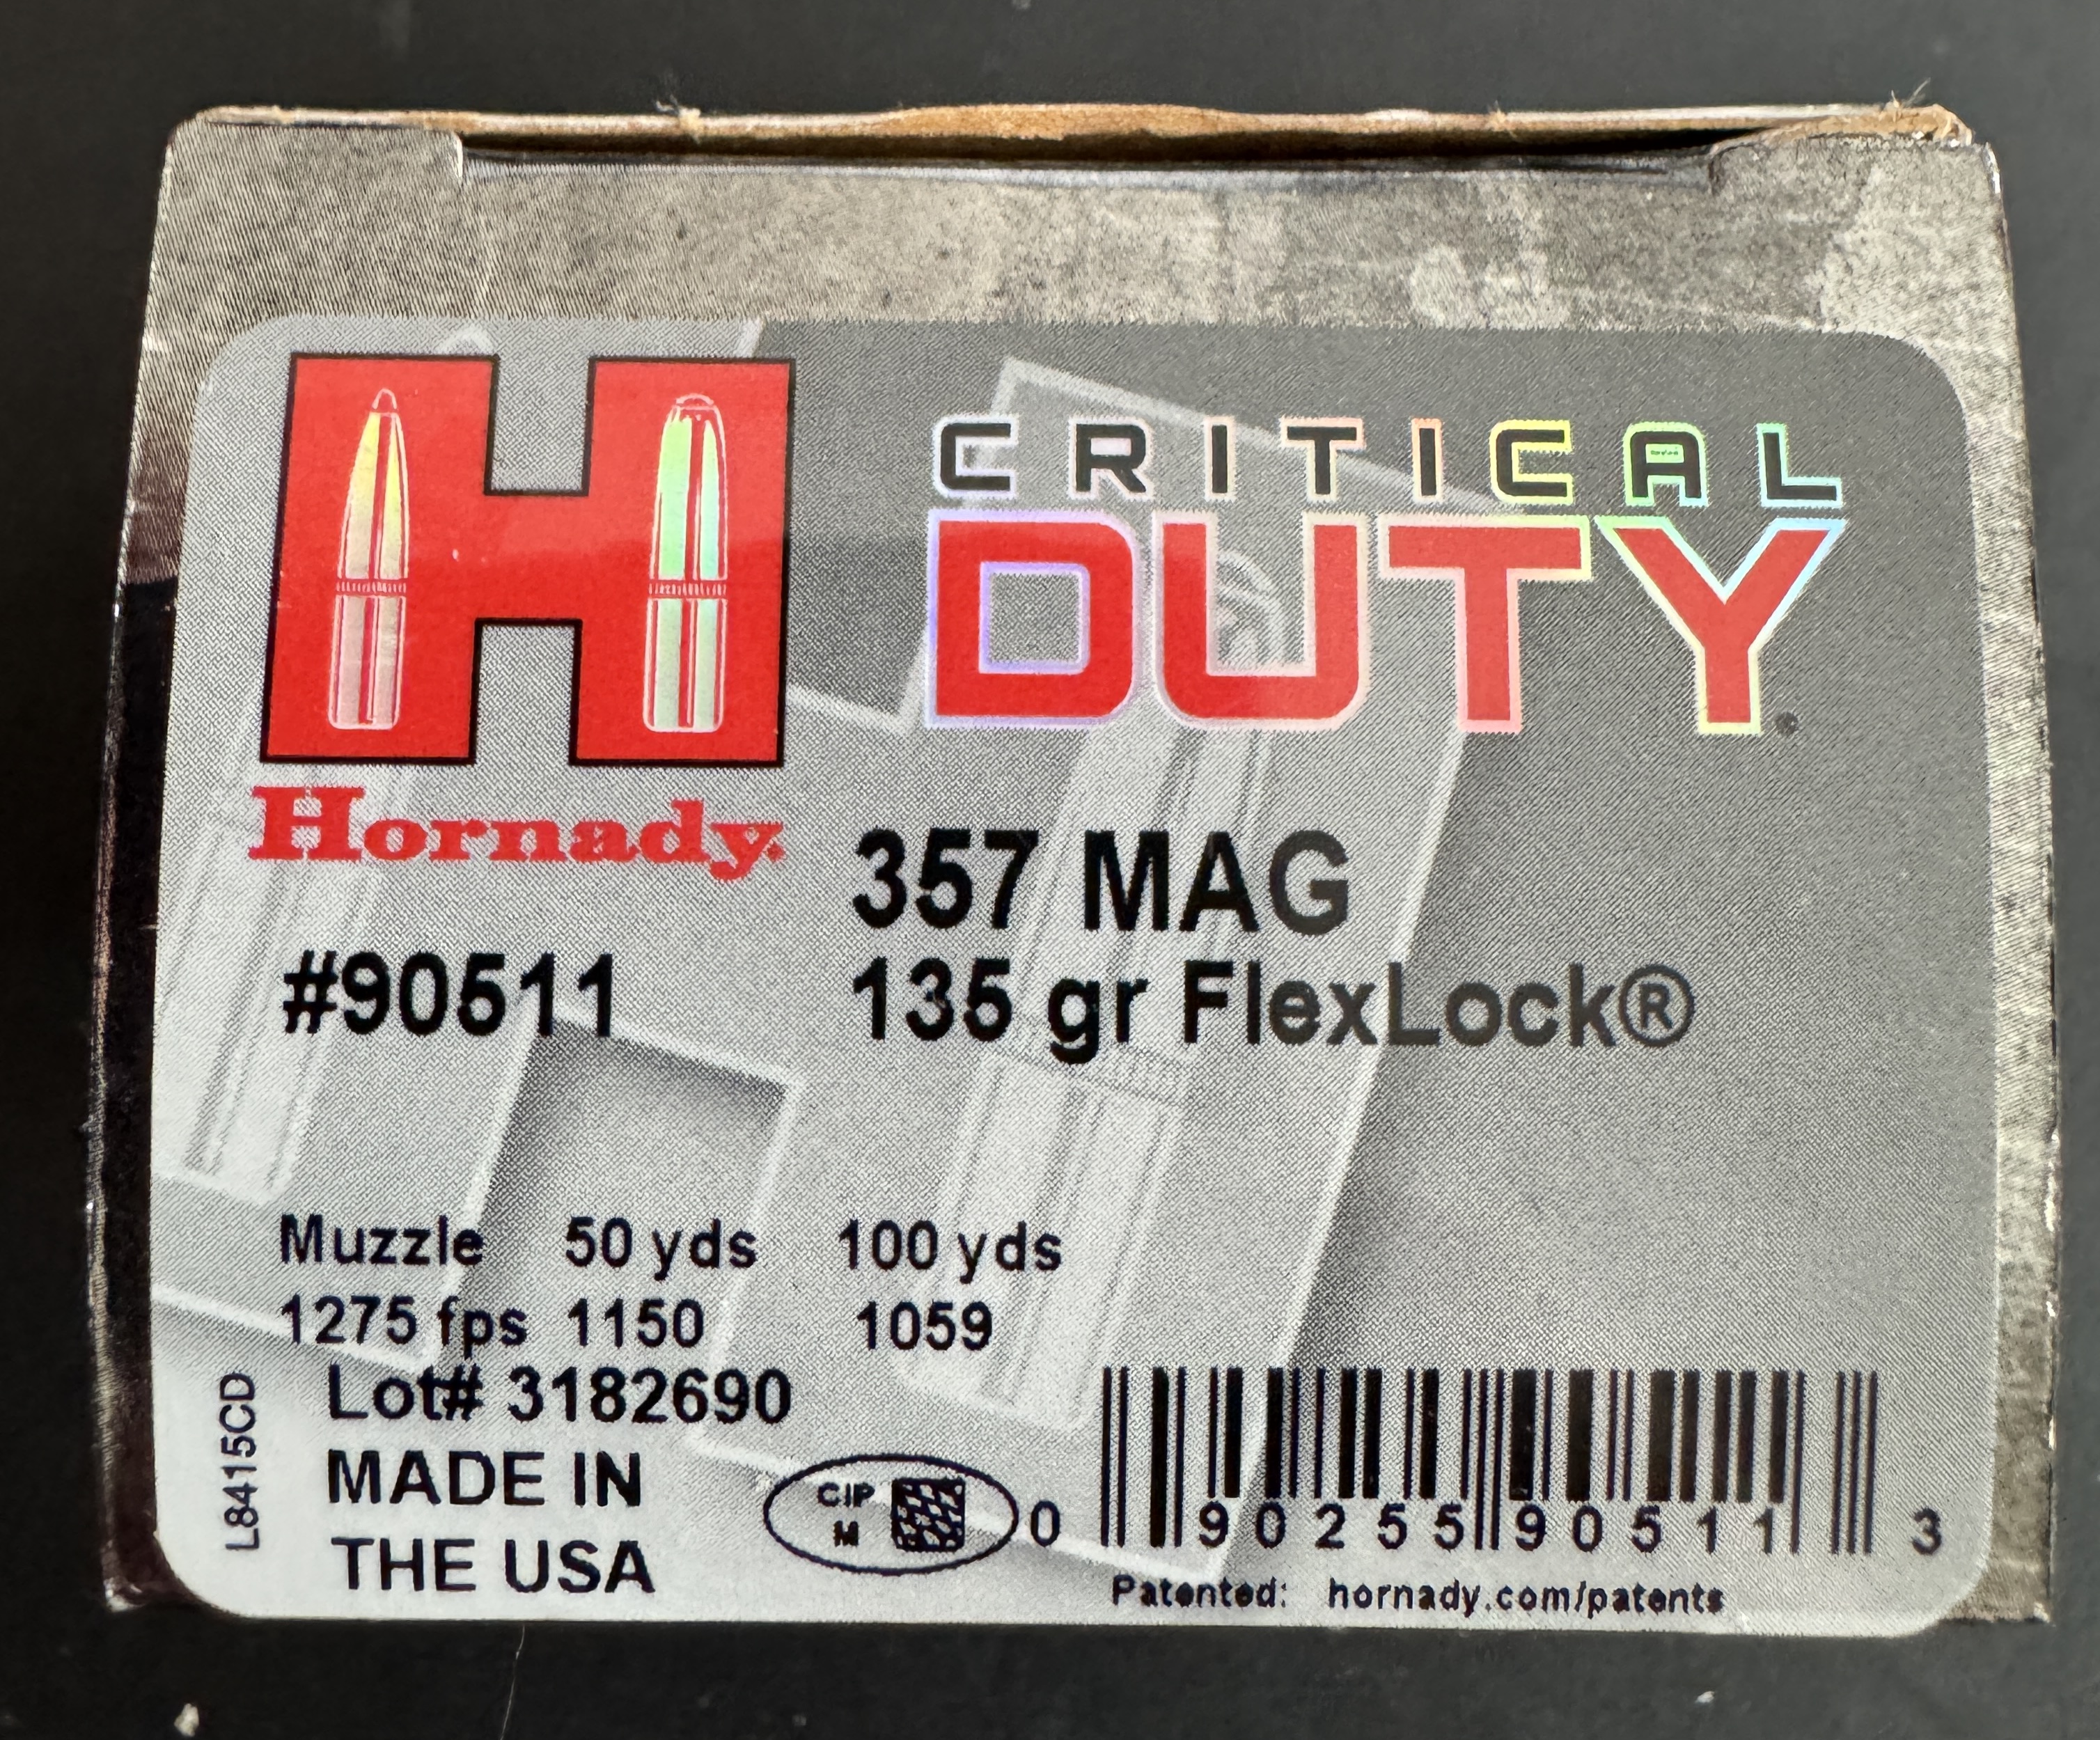 CRITICAL
DUTY®
Hornady®
357 MAG
#90511 135 gr FlexLock®
Muzzle 50 yds 100 yds
1275 fps 1150 1059
Lot# 3182690
MADE IN
THE USA
L8415CD
CIP
M
0 90255 90511 3
Patented: hornady.com/patents